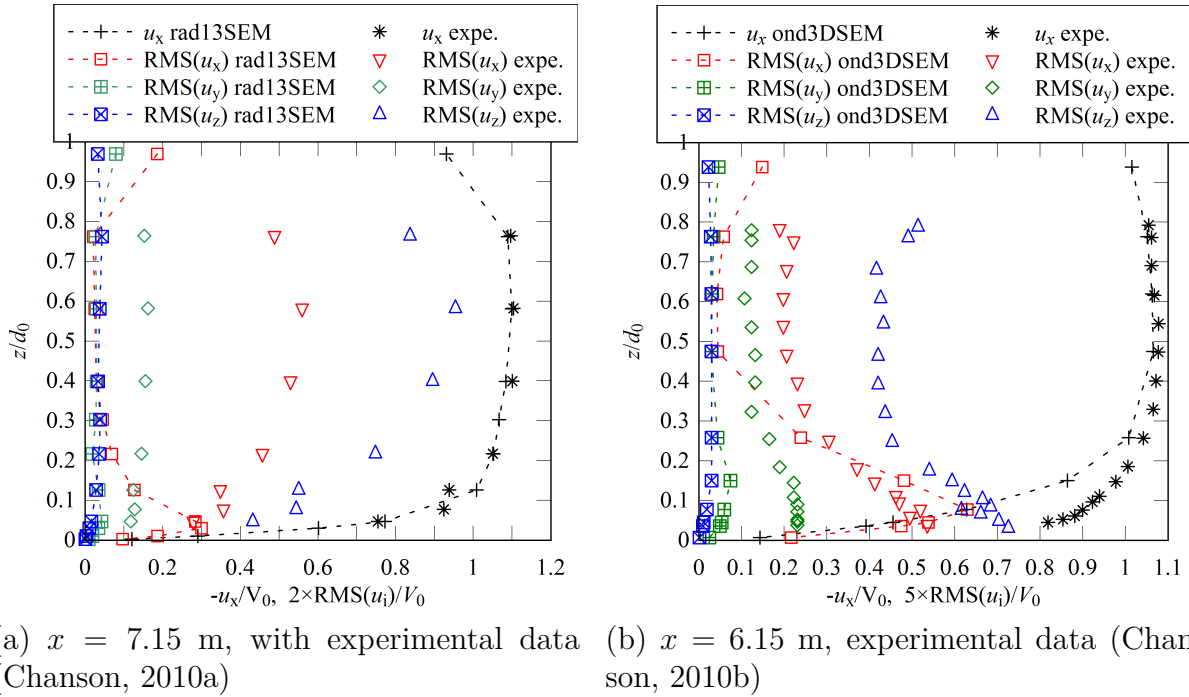 u_x rad13SEM
RMS(u_x) rad13SEM
RMS(u_y) rad13SEM
RMS(u_z) rad13SEM
u_x expe.
RMS(u_x) expe.
RMS(u_y) expe.
RMS(u_z) expe.
1
0.9
0.8
0.7
0.6
0.5
0.4
0.3
0.2
0.1
0
z/d_0
0 0.2 0.4 0.6 0.8 1 1.2
-u_x/V_0, 2×RMS(u_i)/V_0
(a) x = 7.15 m, with experimental data
(Chanson, 2010a)
u_x ond3DSEM
RMS(u_x) ond3DSEM
RMS(u_y) ond3DSEM
RMS(u_z) ond3DSEM
u_x expe.
RMS(u_x) expe.
RMS(u_y) expe.
RMS(u_z) expe.
1
0.9
0.8
0.7
0.6
0.5
0.4
0.3
0.2
0.1
0
z/d_0
0 0.1 0.2 0.3 0.4 0.5 0.6 0.7 0.8 0.9 1 1.1
-u_x/V_0, 5×RMS(u_i)/V_0
(b) x = 6.15 m, experimental data (Chan
son, 2010b)